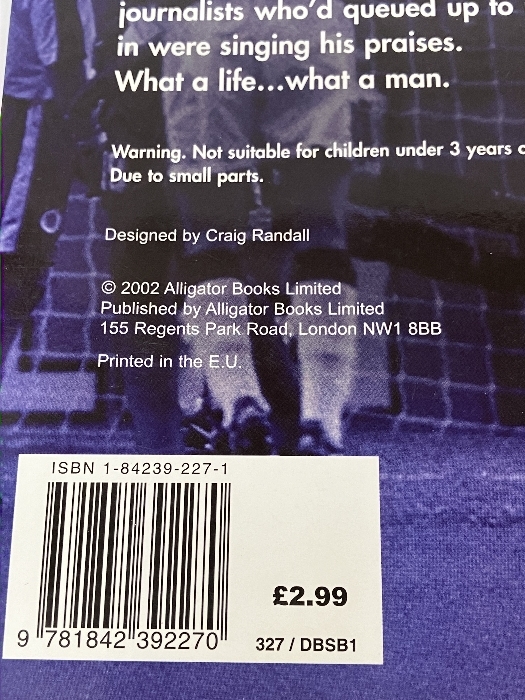 journalists who'd queued up to
in were singing his praises.
What a life...what a man.
Warning. Not suitable for children under 3 years
Due to small parts.
Designed by Craig Randall
© 2002 Alligator Books Limited
Published by Alligator Books Limited
155 Regents Park Road, London NW1 8BB
Printed in the E.U.
ISBN 1-84239-227-1
£2.99
9 781842 392270
327 / DBSB1